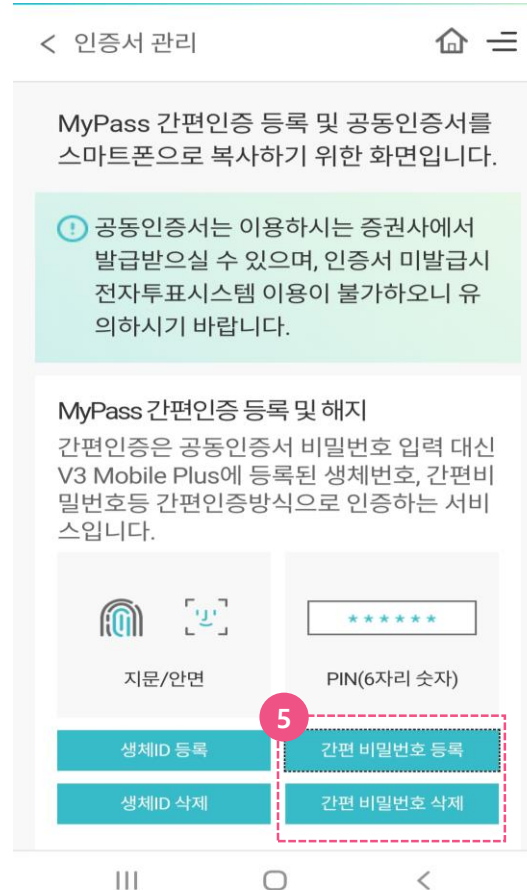 < 인증서 관리
MyPass 간편인증 등록 및 공동인증서를
스마트폰으로 복사하기 위한 화면입니다.
공동인증서는 이용하시는 증권사에서
발급받으실 수 있으며, 인증서 미발급시
전자투표시스템 이용이 불가하오니 유
의하시기 바랍니다.
MyPass 간편인증 등록 및 해지
간편인증은 공동인증서 비밀번호 입력 대신
V3 Mobile Plus에 등록된 생체번호, 간편비
밀번호등 간편인증방식으로 인증하는 서비
스입니다.
******
지문/안면
PIN(6자리 숫자)
5
생체ID 등록
간편 비밀번호 등록
생체ID 삭제
간편 비밀번호 삭제